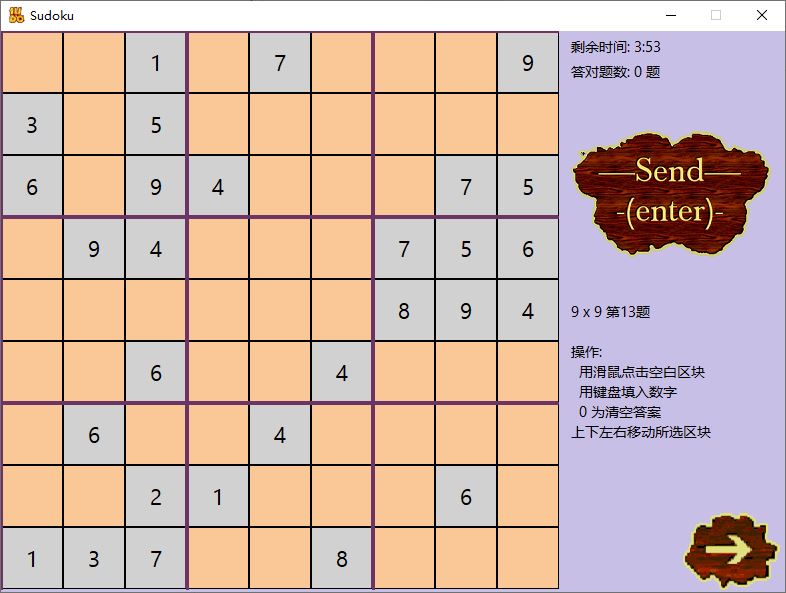 Sudoku
1 7 9
3 5
6 9 4 7 5
9 4 7 5 6
8 9 4
6 4
6 4
2 1 6
1 3 7 8
剩余时间: 3:53
答对题数: 0 题
—Send—
-(enter)-
9 x 9 第13题
操作:
用滑鼠点击空白区块
用键盘填入数字
0 为清空答案
上下左右移动所选区块